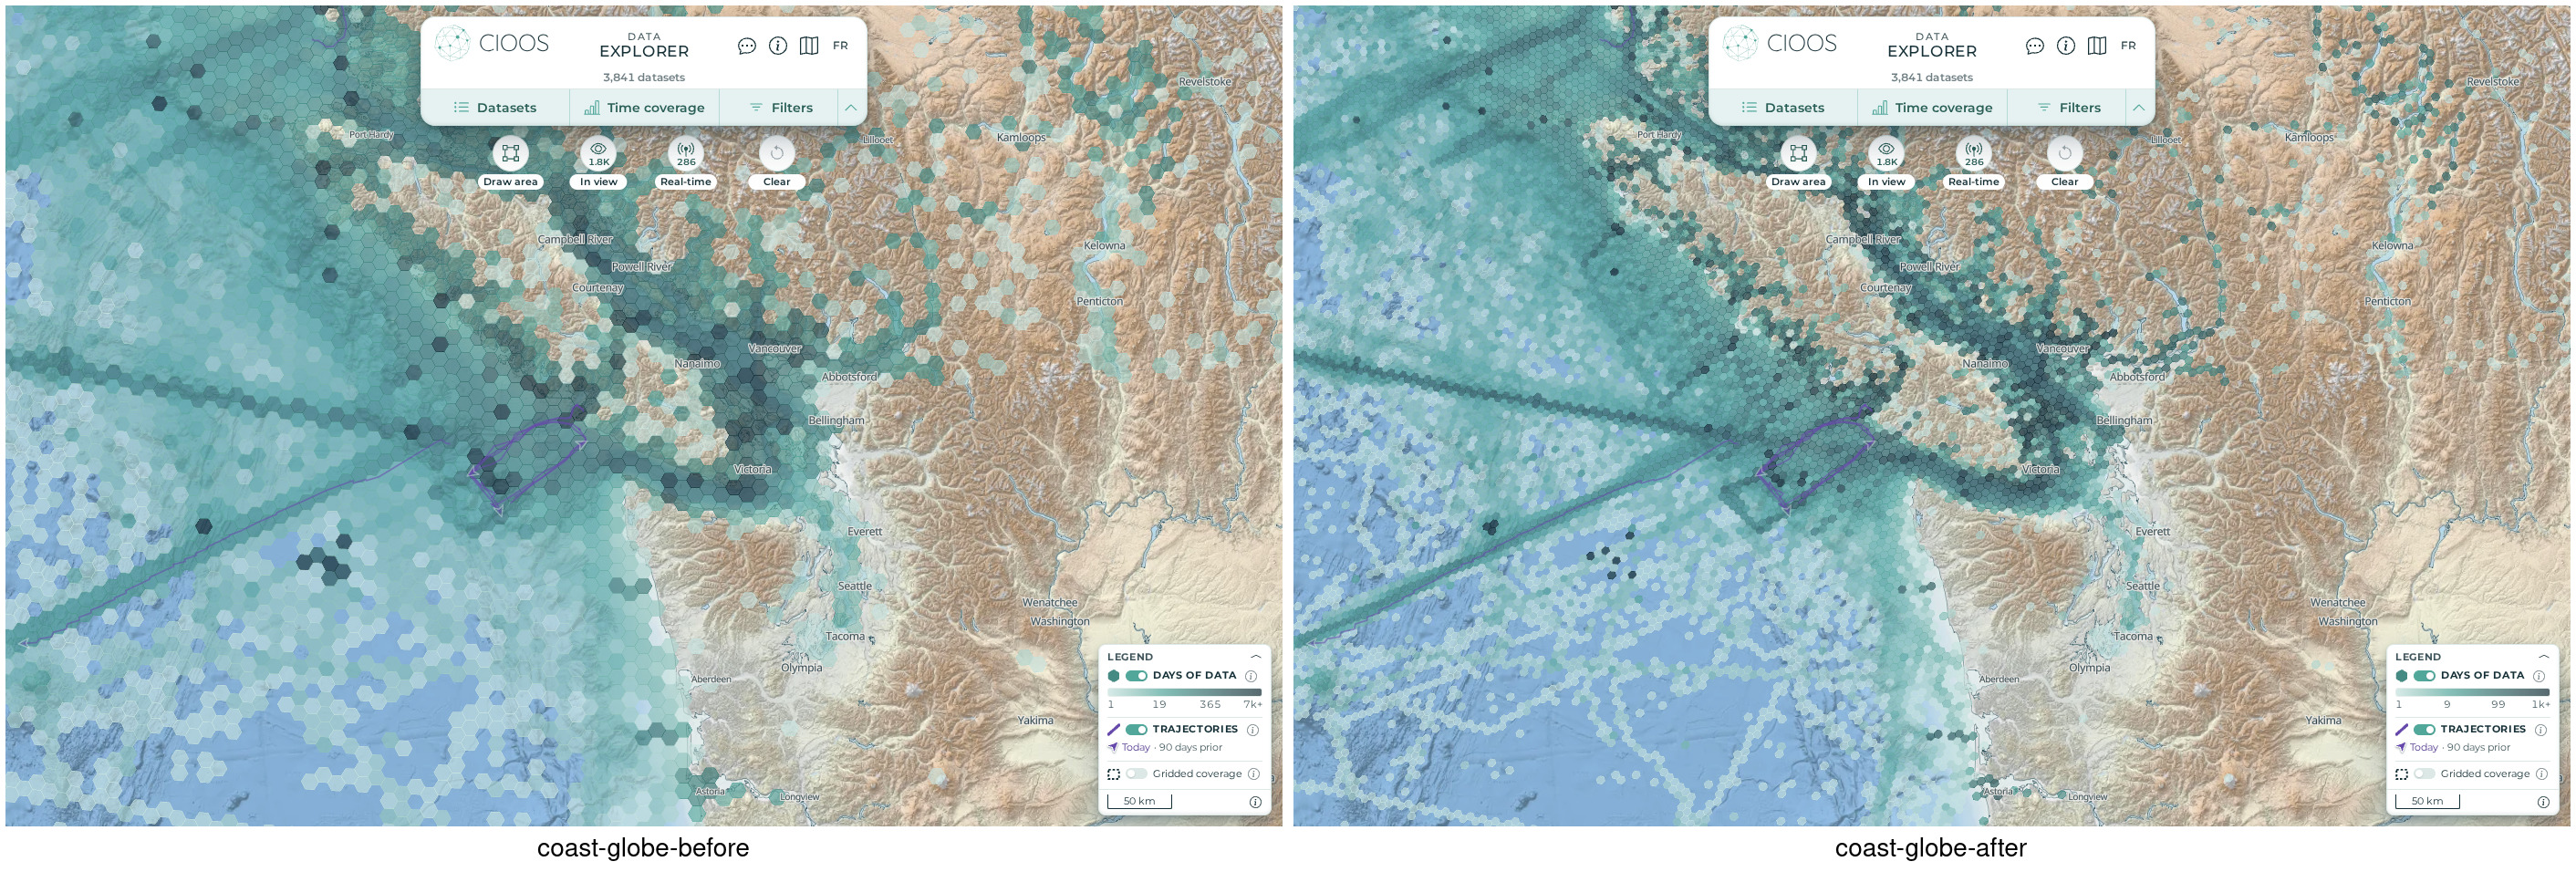 CIOOS
DATA
EXPLORER
FR
3,841 datasets
Datasets
Time coverage
Filters
1.8K
286
Draw area
In view
Real-time
Clear
Port Hardy
Lillooet
Kamloops
Revelstoke
Campbell River
Powell River
Courtenay
Kelowna
Penticton
Nanaimo
Vancouver
Abbotsford
Bellingham
Victoria
Everett
Seattle
Wenatchee
Washington
Tacoma
Olympia
Aberdeen
Yakima
Astoria
Longview
LEGEND
DAYS OF DATA
1 19 365 7k+
TRAJECTORIES
Today · 90 days prior
Gridded coverage
50 km
coast-globe-before
CIOOS
DATA
EXPLORER
FR
3,841 datasets
Datasets
Time coverage
Filters
1.8K
286
Draw area
In view
Real-time
Clear
Port Hardy
Lillooet
Kamloops
Revelstoke
Campbell River
Powell River
Courtenay
Kelowna
Penticton
Nanaimo
Vancouver
Abbotsford
Bellingham
Victoria
Everett
Seattle
Wenatchee
Washington
Tacoma
Olympia
Aberdeen
Yakima
Astoria
Longview
LEGEND
DAYS OF DATA
1 9 99 1k+
TRAJECTORIES
Today · 90 days prior
Gridded coverage
50 km
coast-globe-after